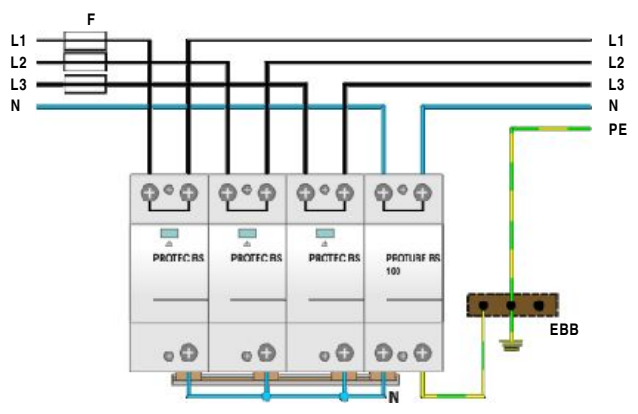 F
L1
L1
L2
L2
L3
L3
N
N
PE
PROTEC BS
PROTEC BS
PROTEC BS
PROTUBE BS
100
EBB
N